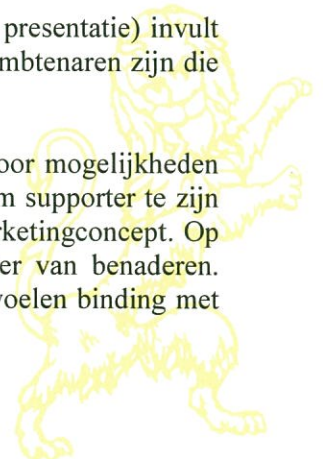 presentatie) invult
mbtenaren zijn die
oor mogelijkheden
m supporter te zijn
rketingconcept. Op
er van benaderen.
voelen binding met